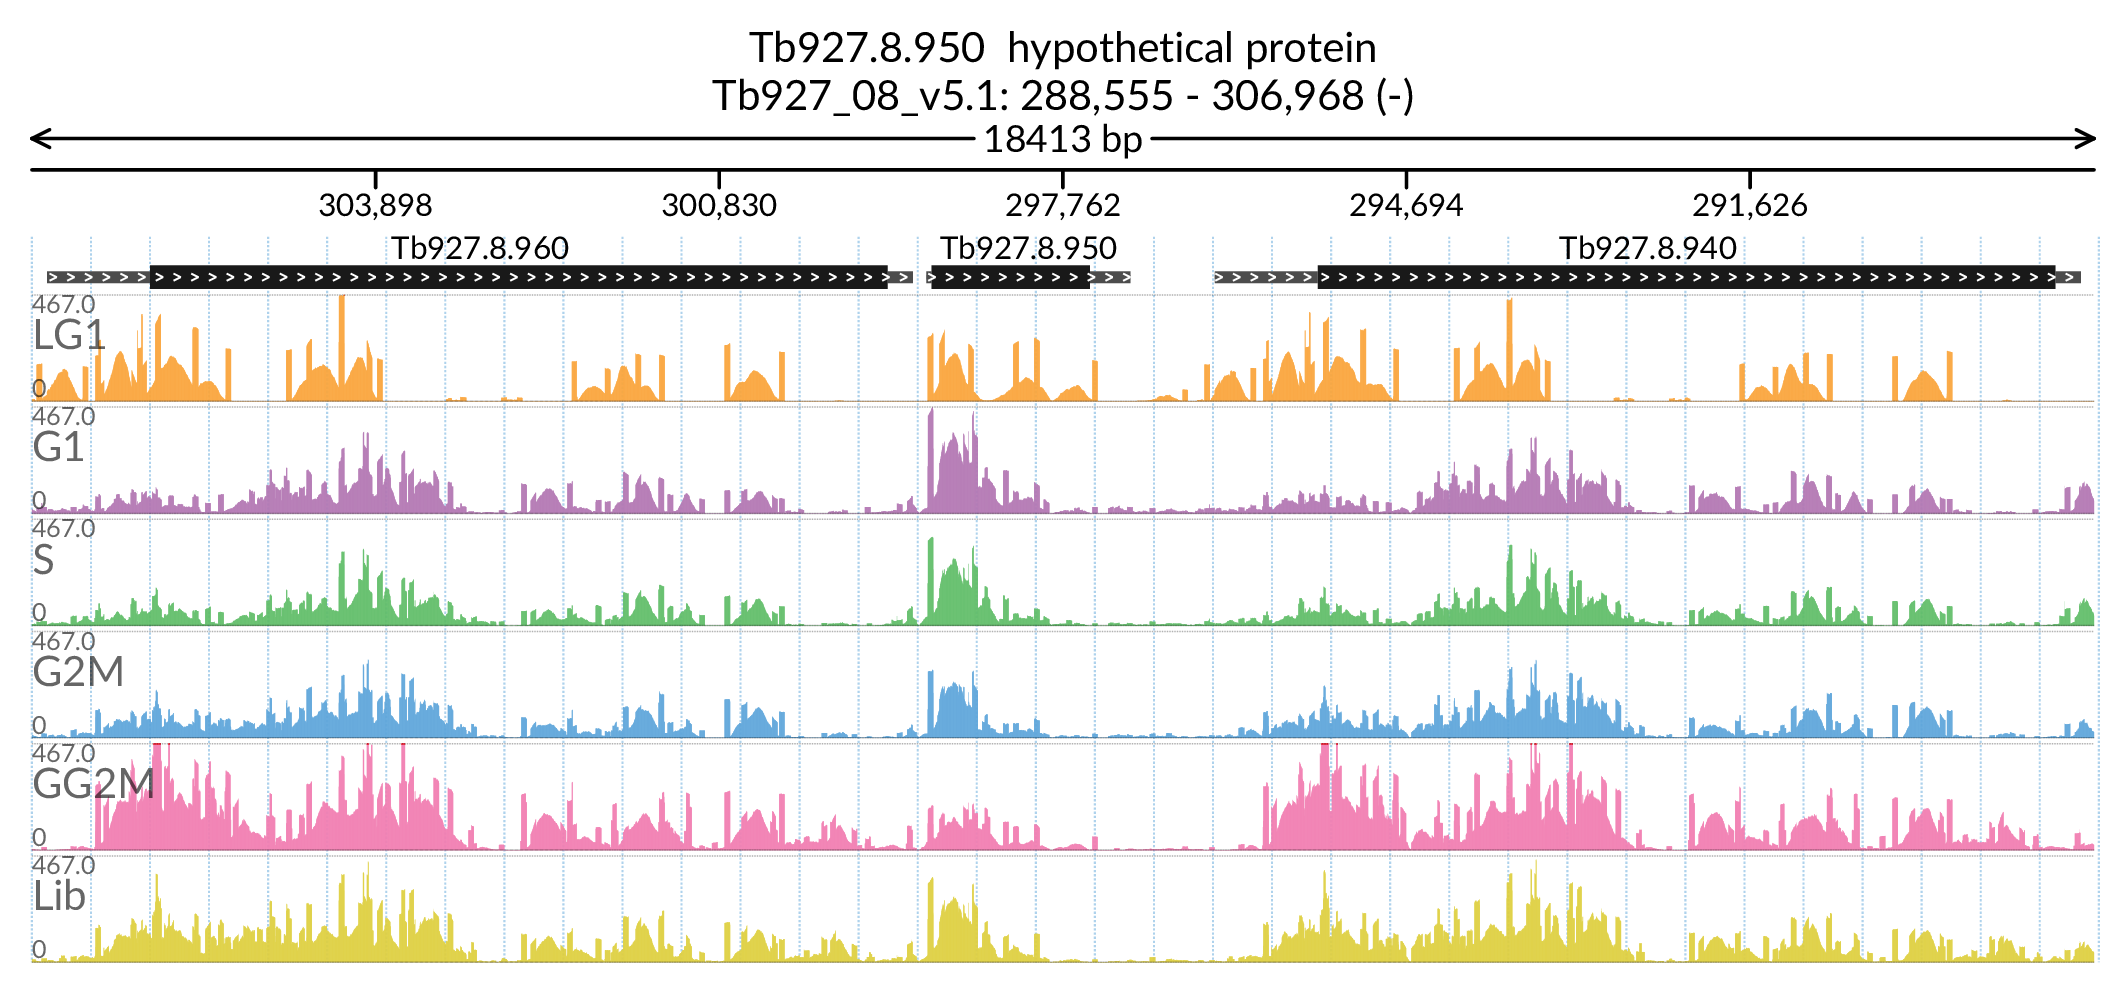 Tb927.8.950 hypothetical protein
Tb927_08_v5.1: 288,555 - 306,968 (-)
18413 bp
303,898 300,830 297,762 294,694 291,626
Tb927.8.960 Tb927.8.950 Tb927.8.940
467.0
LG1
0
467.0
G1
0
467.0
S
0
467.0
G2M
0
467.0
GG2M
0
467.0
Lib
0